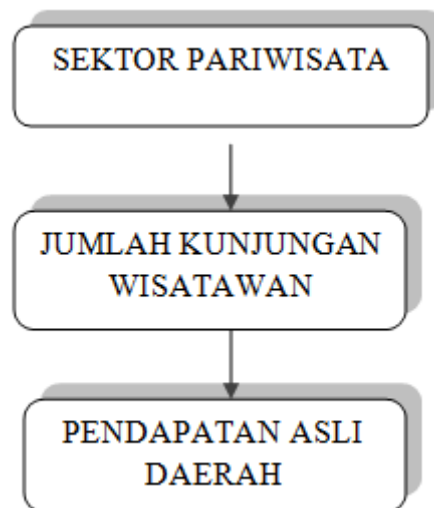 SEKTOR PARIWISATA
JUMLAH KUNJUNGAN
WISATAWAN
PENDAPATAN ASLI
DAERAH